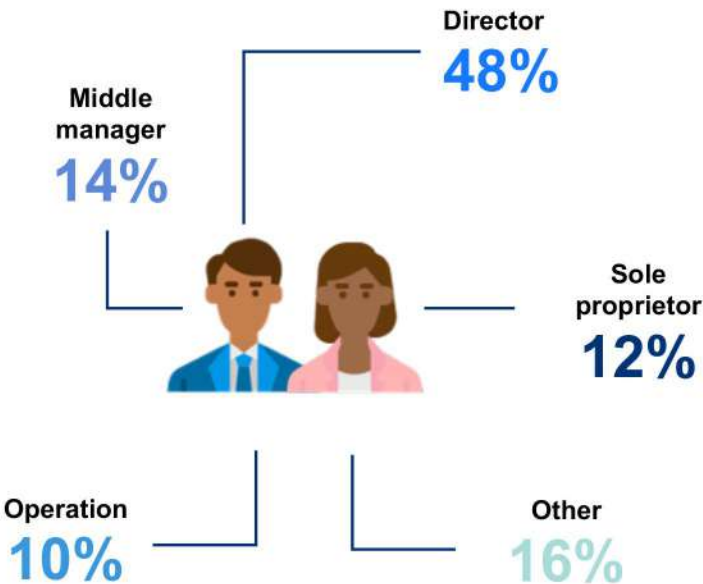 Director
48%
Middle
manager
14%
Sole
proprietor
12%
Operation
10%
Other
16%